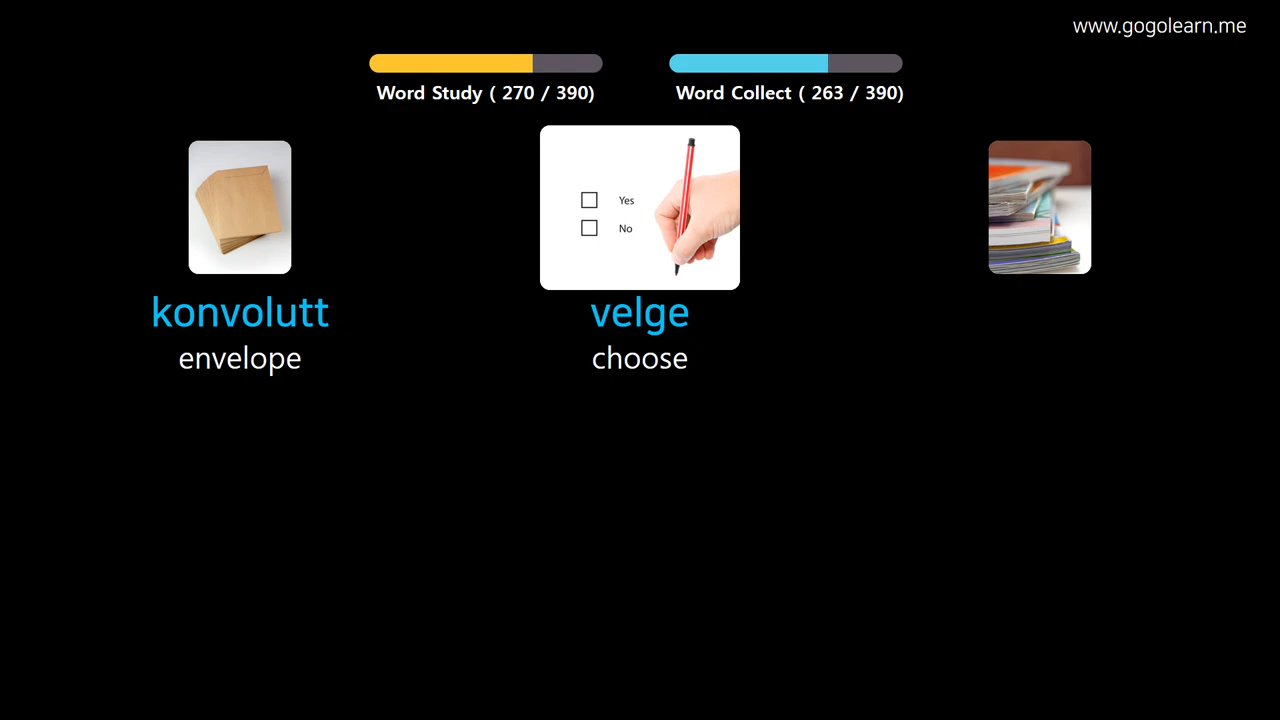 www.gogolearn.me
Word Study ( 270 / 390)
Word Collect ( 263 / 390)
Yes
No
konvolutt
velge
envelope
choose